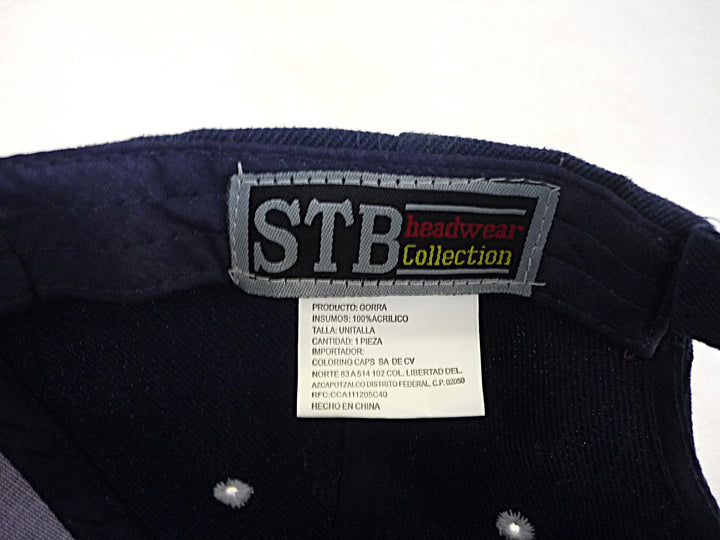 STB
headwear
Collection
PRODUCTO: GORRA
INSUMOS: 100%ACRILICO
TALLA: UNITALLA
CANTIDAD: 1 PIEZA
IMPORTADOR:
COLORING CAPS SA DE CV
NORTE 83 A 514 102 COL. LIBERTAD DEL.
AZCAPOTZALCO DISTRITO FEDERAL. C.P. 02050
RFC:CCA111205C40
HECHO EN CHINA